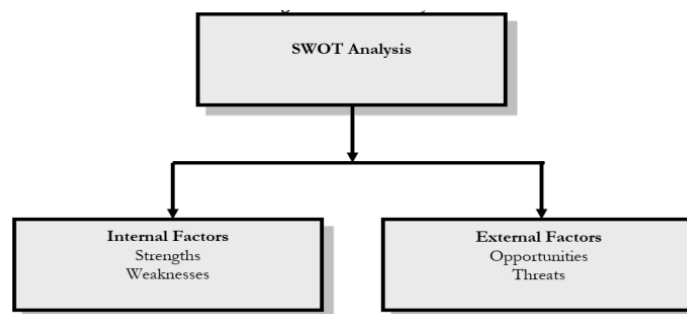 SWOT Analysis
Internal Factors
Strengths
Weaknesses
External Factors
Opportunities
Threats